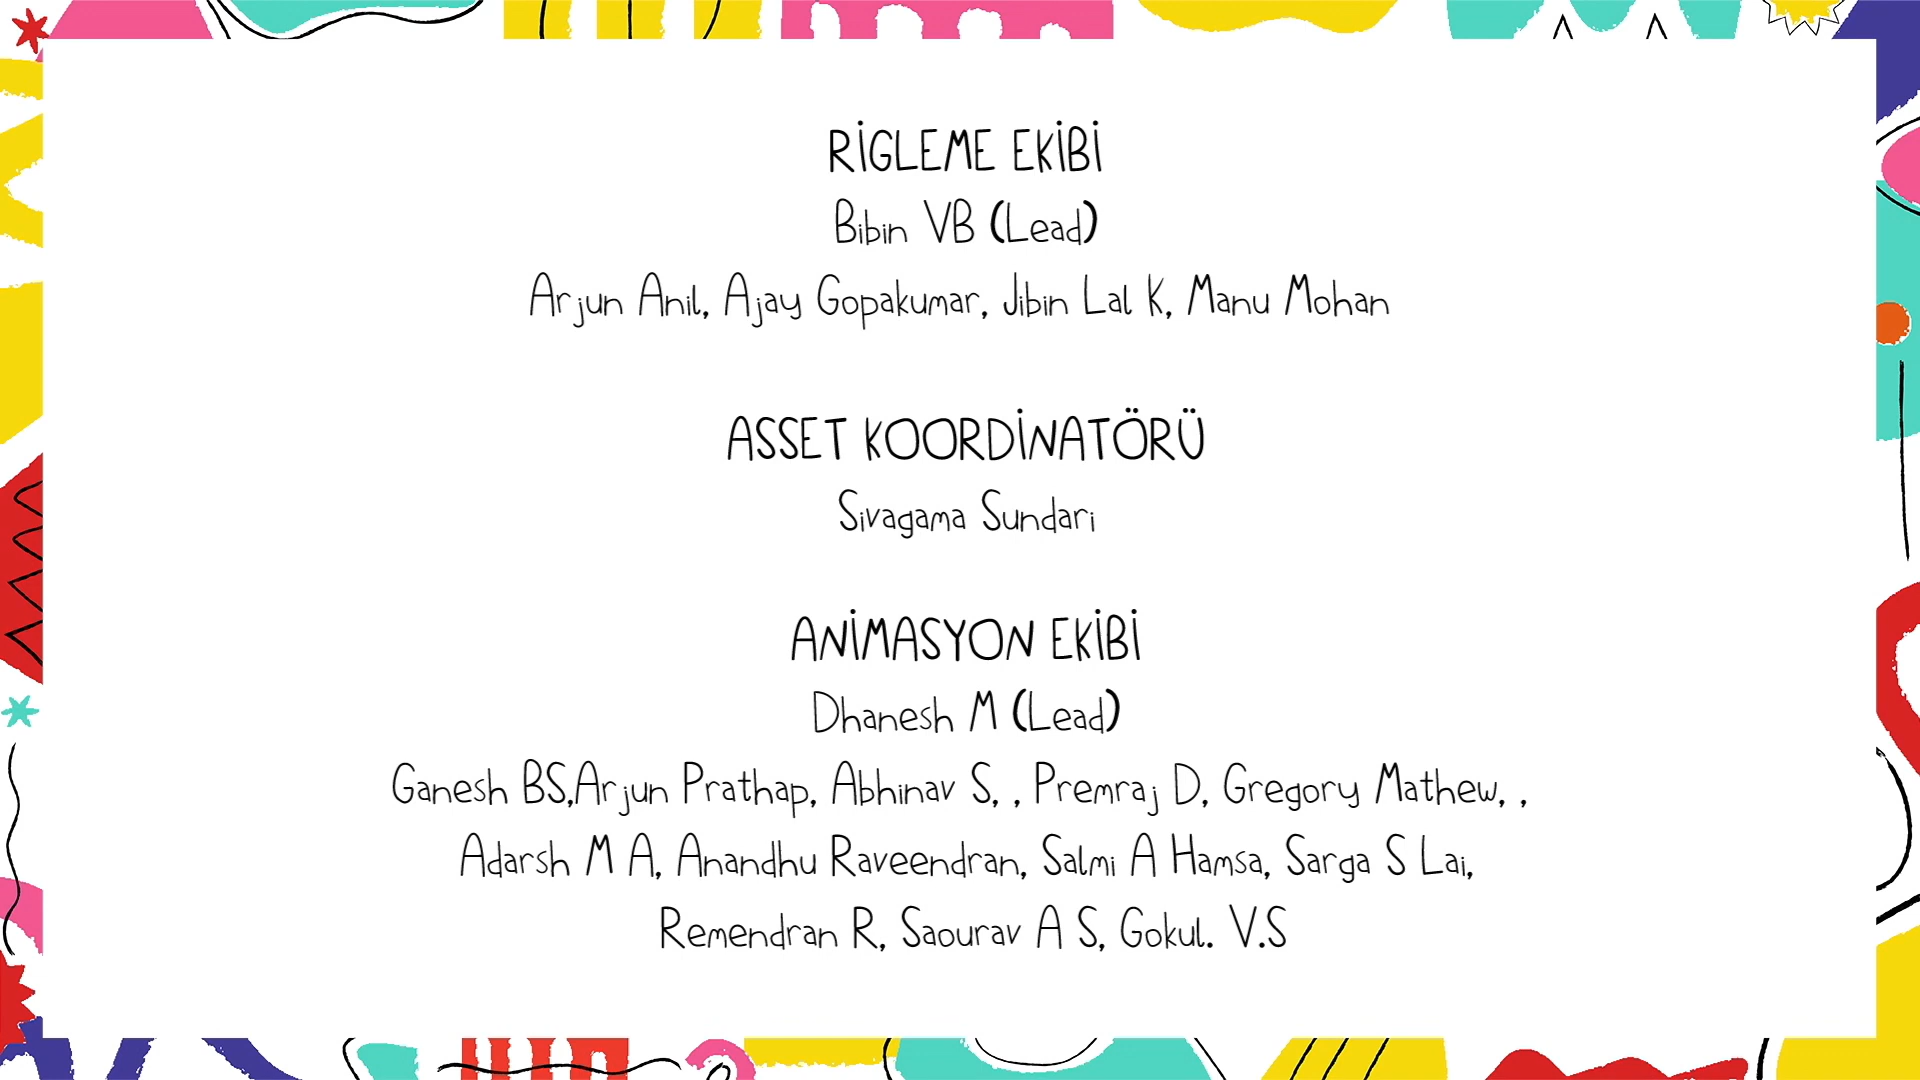 RİGLEME EKİBİ
Bibin VB (Lead)
Arjun Anil, Ajay Gopakumar, Jibin Lal K, Manu Mohan
ASSET KOORDİNATÖRÜ
Sivagama Sundari
ANİMASYON EKİBİ
Dhanesh M (Lead)
Ganesh BS,Arjun Prathap, Abhinav S, , Premraj D, Gregory Mathew, ,
Adarsh M A, Anandhu Raveendran, Salmi A Hamsa, Sarga S Lai,
Remendran R, Saourav A S, Gokul. V.S